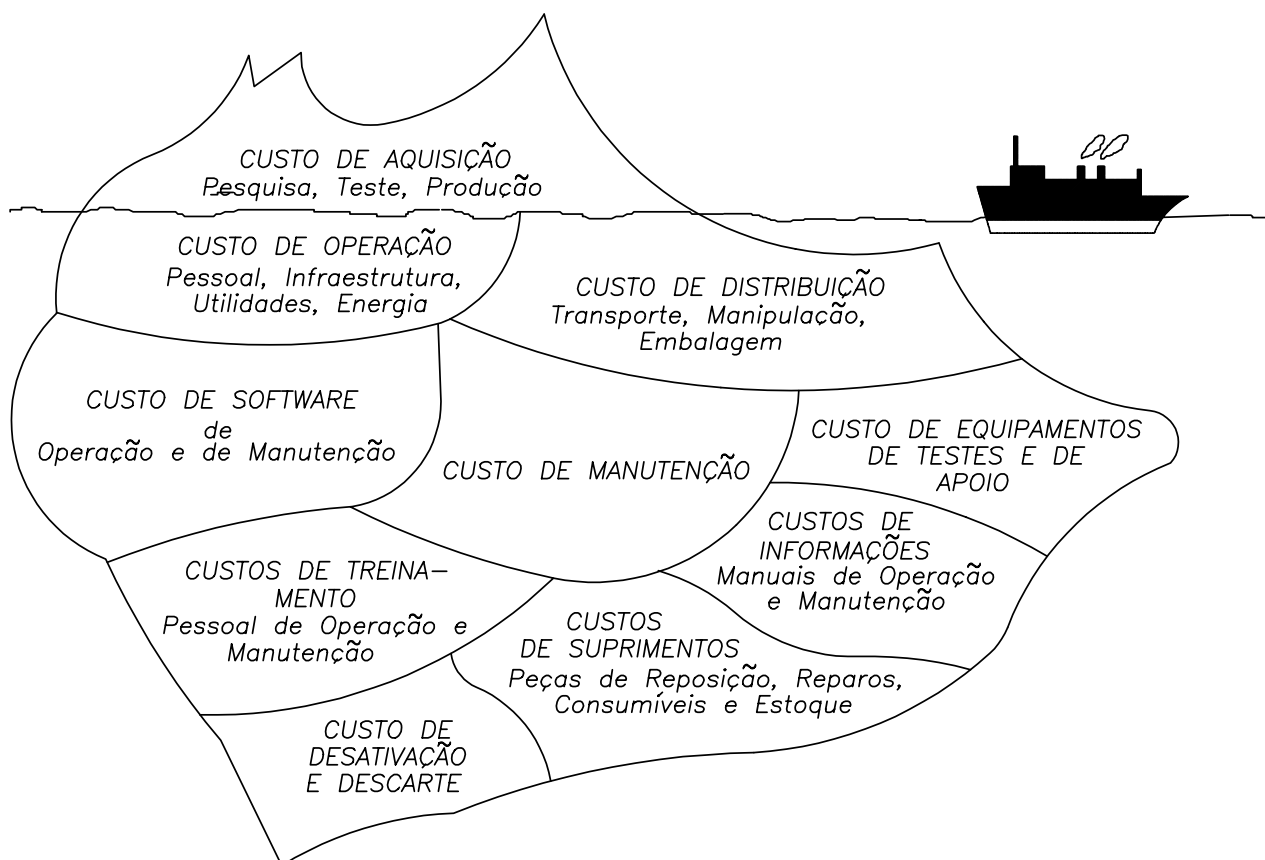 CUSTO DE AQUISIÇÃO
Pesquisa, Teste, Produção
CUSTO DE OPERAÇÃO
Pessoal, Infraestrutura,
Utilidades, Energia
CUSTO DE DISTRIBUIÇÃO
Transporte, Manipulação,
Embalagem
CUSTO DE SOFTWARE
de
Operação e de Manutenção
CUSTO DE MANUTENÇÃO
CUSTO DE EQUIPAMENTOS
DE TESTES E DE
APOIO
CUSTOS DE
INFORMAÇÕES
Manuais de Operação
e Manutenção
CUSTOS DE TREINA-
MENTO
Pessoal de Operação e
Manutenção
CUSTOS
DE SUPRIMENTOS
Peças de Reposição, Reparos,
Consumíveis e Estoque
CUSTO DE
DESATIVAÇÃO
E DESCARTE